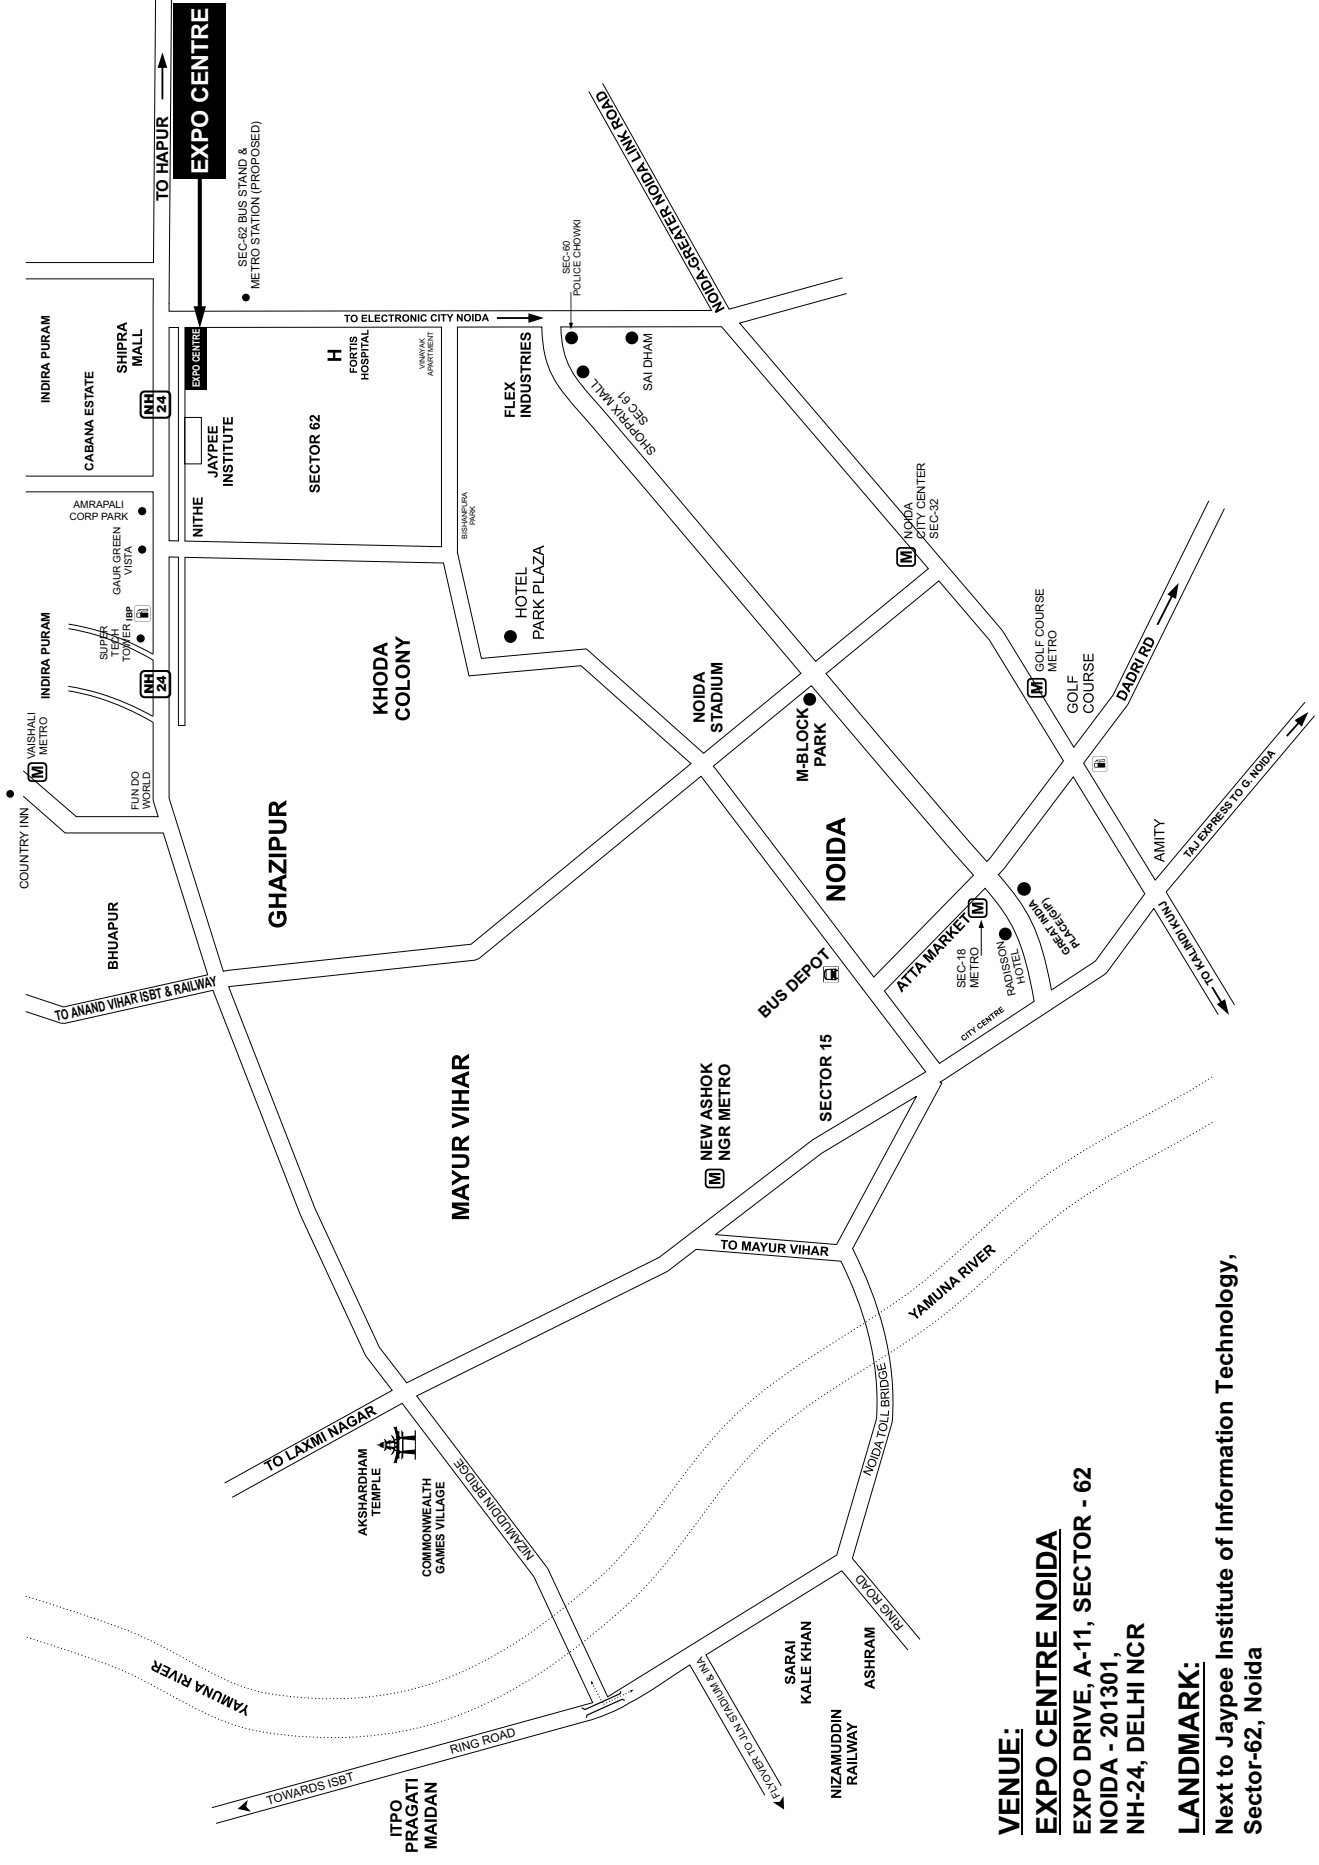 TO HAPUR
EXPO CENTRE
SEC-62 BUS STAND &
METRO STATION (PROPOSED)
INDIRA PURAM
SHIPRA
MALL
CABANA ESTATE
NH
24
EXPO CENTRE
JAYPEE
INSTITUTE
NITHE
SECTOR 62
H
FORTIS
HOSPITAL
VINAYAK
APARTMENT
TO ELECTRONIC CITY NOIDA
FLEX
INDUSTRIES
SEC-60
POLICE CHOWKI
SAI DHAM
SHOPPRIX MALL
SEC 61
NOIDA-GREATER NOIDA LINK ROAD
AMRAPALI
CORP PARK
GAUR GREEN
VISTA
IBP
SUPER
TECH
TOWER
INDIRA PURAM
NH
24
M
VAISHALI
METRO
COUNTRY INN
FUN DO
WORLD
BISHANPURA
PARK
HOTEL
PARK PLAZA
KHODA
COLONY
NOIDA
STADIUM
M-BLOCK
PARK
M
NOIDA
CITY CENTER
SEC-32
M
GOLF COURSE
METRO
GOLF
COURSE
DADRI RD
TAJ EXPRESS TO G. NOIDA
AMITY
TO KALINDI KUNJ
GHAZIPUR
NOIDA
BHUAPUR
TO ANAND VIHAR ISBT & RAILWAY
BUS DEPOT
ATTA MARKET
M
SEC-18
METRO
RADISSON
HOTEL
GREAT INDIA
PLACE(GIP)
CITY CENTRE
SECTOR 15
MAYUR VIHAR
M
NEW ASHOK
NGR METRO
TO MAYUR VIHAR
YAMUNA RIVER
NOIDA TOLL BRIDGE
TO LAXMI NAGAR
AKSHARDHAM
TEMPLE
COMMONWEALTH
GAMES VILLAGE
NIZAMUDDIN BRIDGE
YAMUNA RIVER
RING ROAD
TOWARDS ISBT
ITPO
PRAGATI
MAIDAN
FLYOVER TO JLN STADIUM & INA
SARAI
KALE KHAN
NIZAMUDDIN
RAILWAY
ASHRAM
RING ROAD
VENUE:
EXPO CENTRE NOIDA
EXPO DRIVE, A-11, SECTOR - 62
NOIDA - 201301,
NH-24, DELHI NCR
LANDMARK:
Next to Jaypee Institute of Information Technology,
Sector-62, Noida